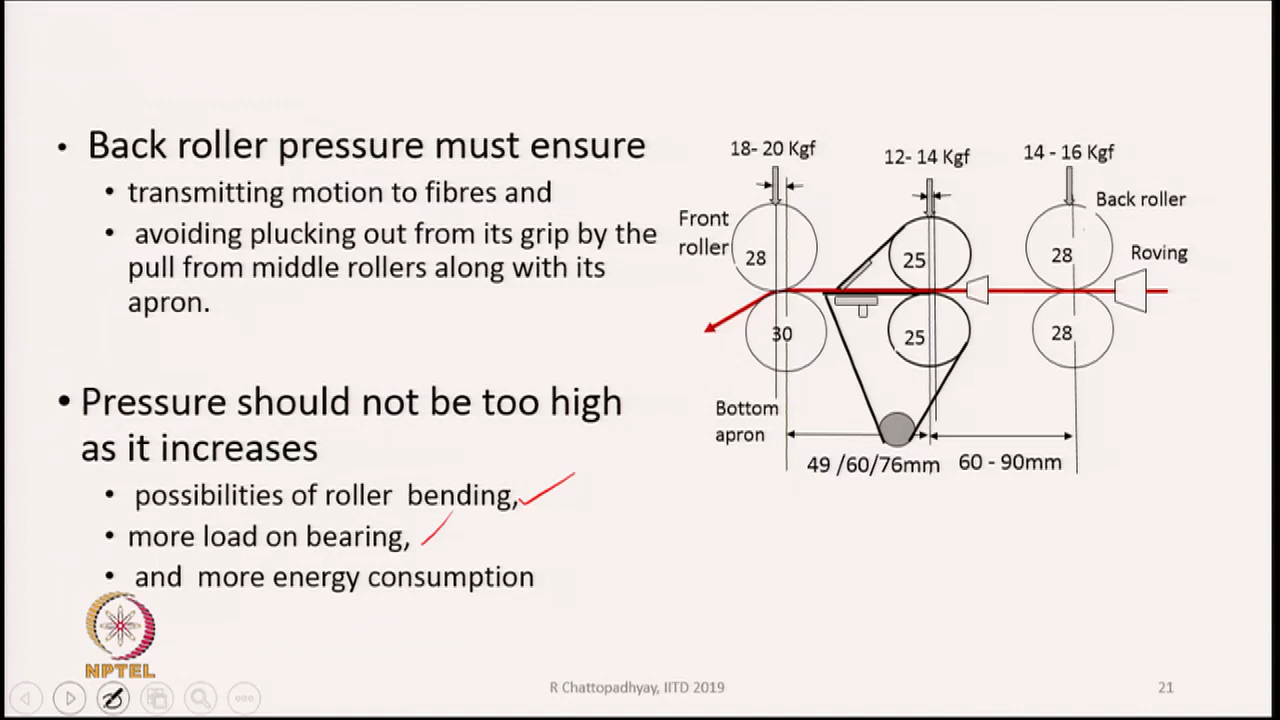 • Back roller pressure must ensure
• transmitting motion to fibres and
• avoiding plucking out from its grip by the
pull from middle rollers along with its
apron.
• Pressure should not be too high
as it increases
• possibilities of roller bending,
• more load on bearing,
• and more energy consumption
18- 20 Kgf
12- 14 Kgf
14 - 16 Kgf
Back roller
Front
roller
Roving
28
25
28
30
25
28
Bottom
apron
49 /60/76mm
60 - 90mm
NPTEL
R Chattopadhyay, IITD 2019
21